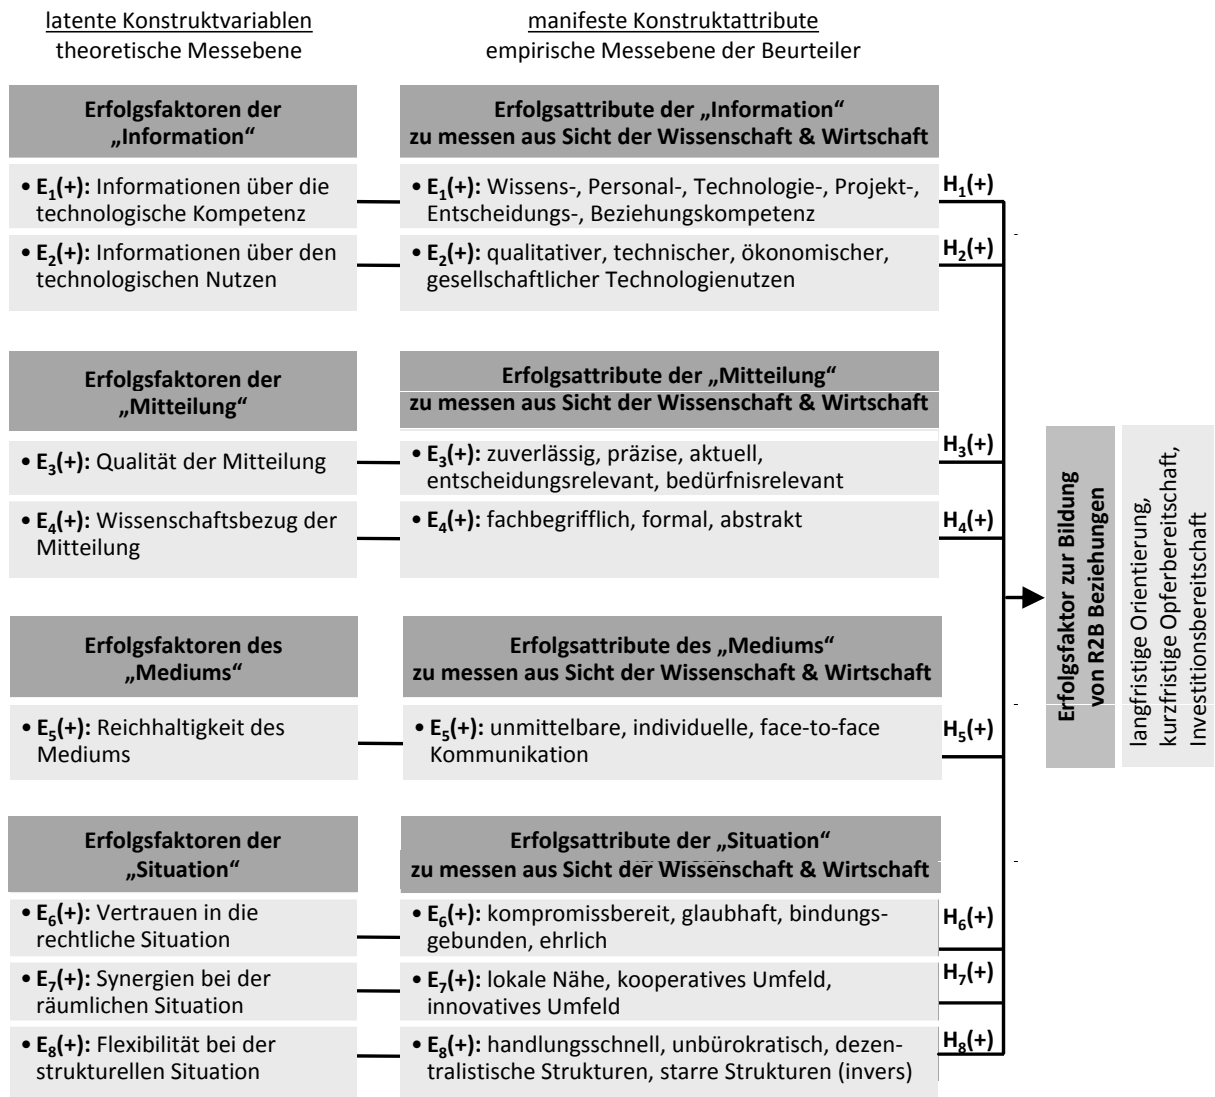 latente Konstruktvariablen
theoretische Messebene
manifeste Konstruktattribute
empirische Messebene der Beurteiler
Erfolgsfaktoren der
„Information“
Erfolgsattribute der „Information“
zu messen aus Sicht der Wissenschaft & Wirtschaft
• E1(+): Informationen über die
technologische Kompetenz
• E1(+): Wissens-, Personal-, Technologie-, Projekt-,
Entscheidungs-, Beziehungskompetenz
H1(+)
• E2(+): Informationen über den
technologischen Nutzen
• E2(+): qualitativer, technischer, ökonomischer,
gesellschaftlicher Technologienutzen
H2(+)
Erfolgsfaktoren der
„Mitteilung“
Erfolgsattribute der „Mitteilung“
zu messen aus Sicht der Wissenschaft & Wirtschaft
• E3(+): Qualität der Mitteilung
• E3(+): zuverlässig, präzise, aktuell,
entscheidungsrelevant, bedürfnisrelevant
H3(+)
• E4(+): Wissenschaftsbezug der
Mitteilung
• E4(+): fachbegrifflich, formal, abstrakt
H4(+)
Erfolgsfaktoren des
„Mediums“
Erfolgsattribute des „Mediums“
zu messen aus Sicht der Wissenschaft & Wirtschaft
• E5(+): Reichhaltigkeit des
Mediums
• E5(+): unmittelbare, individuelle, face-to-face
Kommunikation
H5(+)
Erfolgsfaktoren der
„Situation“
Erfolgsattribute der „Situation“
zu messen aus Sicht der Wissenschaft & Wirtschaft
• E6(+): Vertrauen in die
rechtliche Situation
• E6(+): kompromissbereit, glaubhaft, bindungs-
gebunden, ehrlich
H6(+)
• E7(+): Synergien bei der
räumlichen Situation
• E7(+): lokale Nähe, kooperatives Umfeld,
innovatives Umfeld
H7(+)
• E8(+): Flexibilität bei der
strukturellen Situation
• E8(+): handlungsschnell, unbürokratisch, dezen-
tralistische Strukturen, starre Strukturen (invers)
H8(+)
Erfolgsfaktor zur Bildung
von R2B Beziehungen
langfristige Orientierung,
kurzfristige Opferbereitschaft,
Investitionsbereitschaft